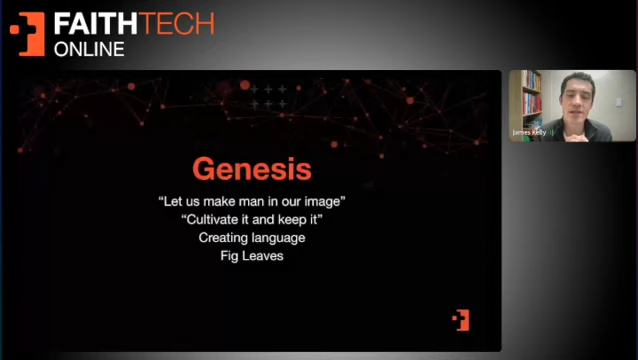 FAITHTECH
ONLINE
Genesis
“Let us make man in our image”
“Cultivate it and keep it”
Creating language
Fig Leaves
James Kelly